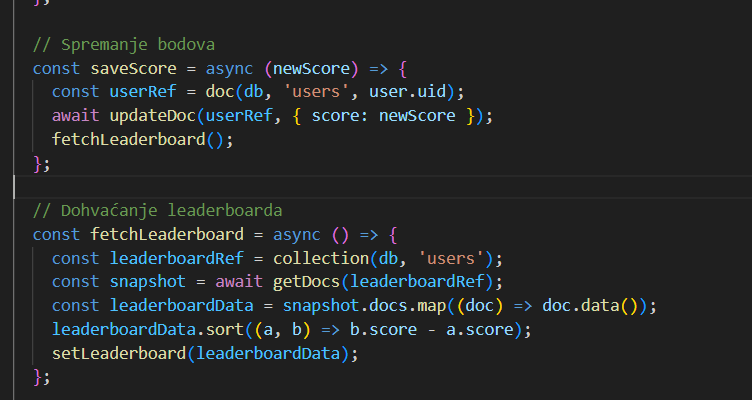 };
// Spremanje bodova
const saveScore = async (newScore) => {
const userRef = doc(db, 'users', user.uid);
await updateDoc(userRef, { score: newScore });
fetchLeaderboard();
};
// Dohvaćanje leaderboarda
const fetchLeaderboard = async () => {
const leaderboardRef = collection(db, 'users');
const snapshot = await getDocs(leaderboardRef);
const leaderboardData = snapshot.docs.map((doc) => doc.data());
leaderboardData.sort((a, b) => b.score - a.score);
setLeaderboard(leaderboardData);
};